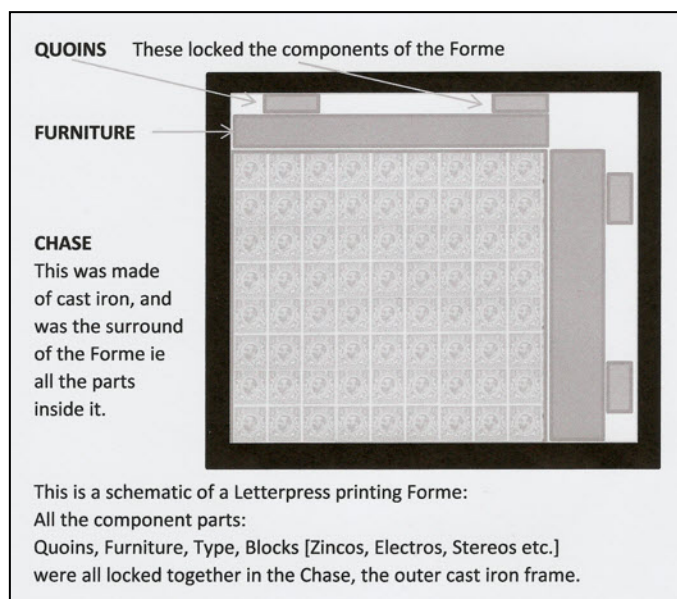 QUOINS These locked the components of the Forme
FURNITURE
CHASE
This was made
of cast iron, and
was the surround
of the Forme ie
all the parts
inside it.
This is a schematic of a Letterpress printing Forme:
All the component parts:
Quoins, Furniture, Type, Blocks [Zincos, Electros, Stereos etc.]
were all locked together in the Chase, the outer cast iron frame.